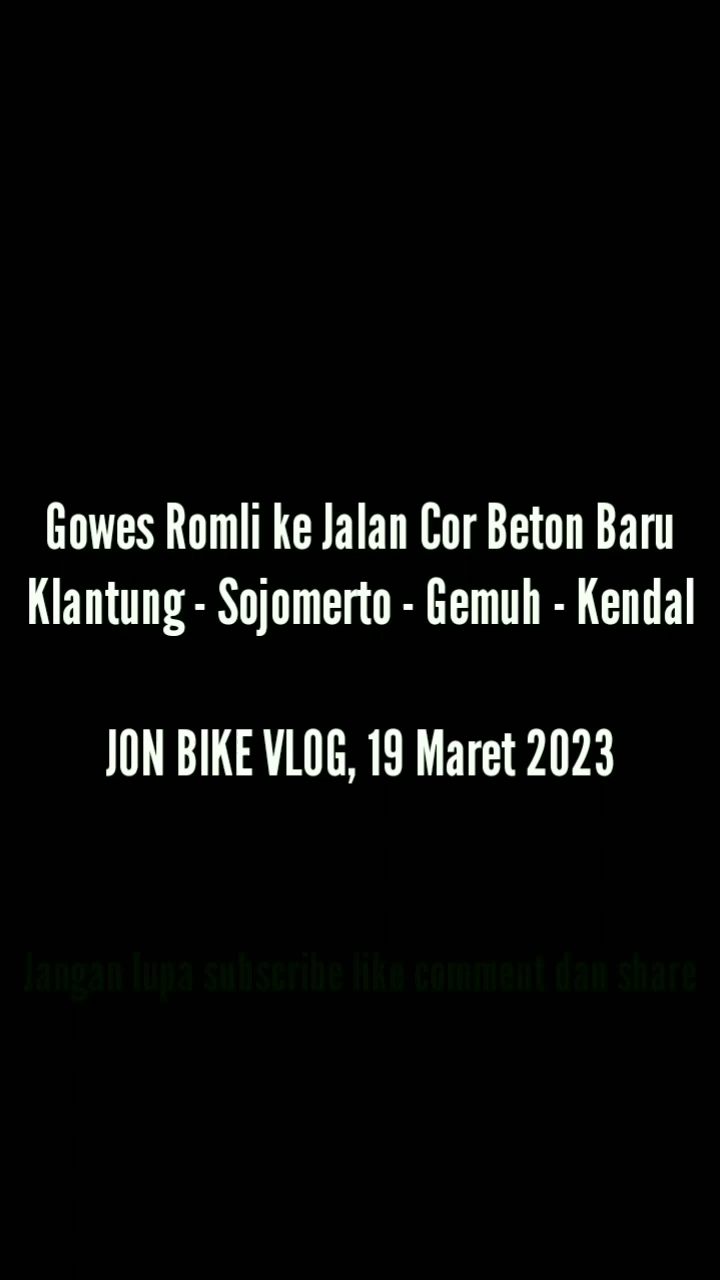 Gowes Romli ke Jalan Cor Beton Baru
Klantung - Sojomerto - Gemuh - Kendal
JON BIKE VLOG, 19 Maret 2023
Jangan lupa subscribe like comment dan share